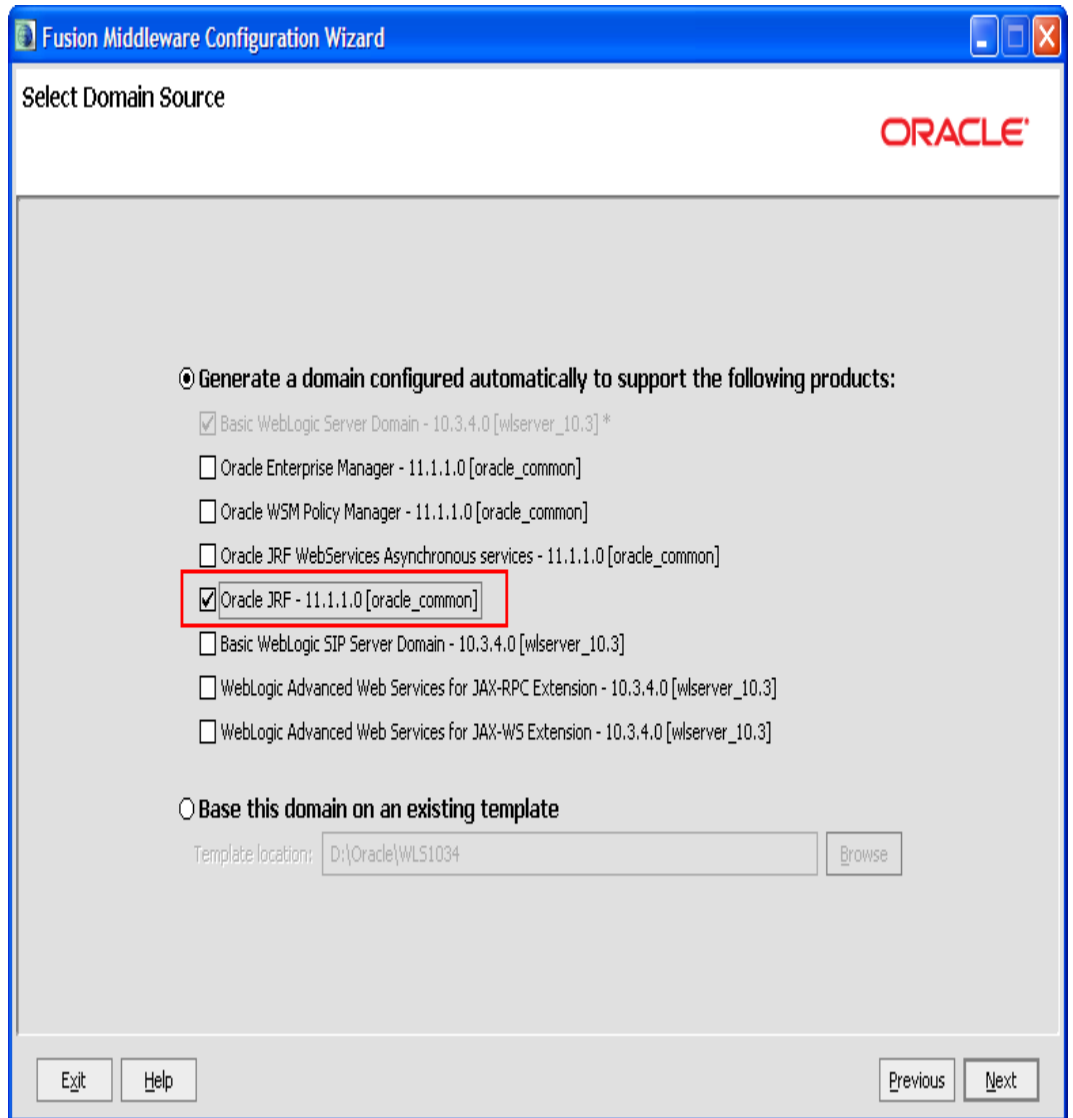 Fusion Middleware Configuration Wizard
Select Domain Source
ORACLE
Generate a domain configured automatically to support the following products:
Basic WebLogic Server Domain - 10.3.4.0 [wlserver_10.3] *
Oracle Enterprise Manager - 11.1.1.0 [oracle_common]
Oracle WSM Policy Manager - 11.1.1.0 [oracle_common]
Oracle JRF WebServices Asynchronous services - 11.1.1.0 [oracle_common]
Oracle JRF - 11.1.1.0 [oracle_common]
Basic WebLogic SIP Server Domain - 10.3.4.0 [wlserver_10.3]
WebLogic Advanced Web Services for JAX-RPC Extension - 10.3.4.0 [wlserver_10.3]
WebLogic Advanced Web Services for JAX-WS Extension - 10.3.4.0 [wlserver_10.3]
Base this domain on an existing template
Template location: D:\Oracle\WLS1034 Browse
Exit Help Previous Next